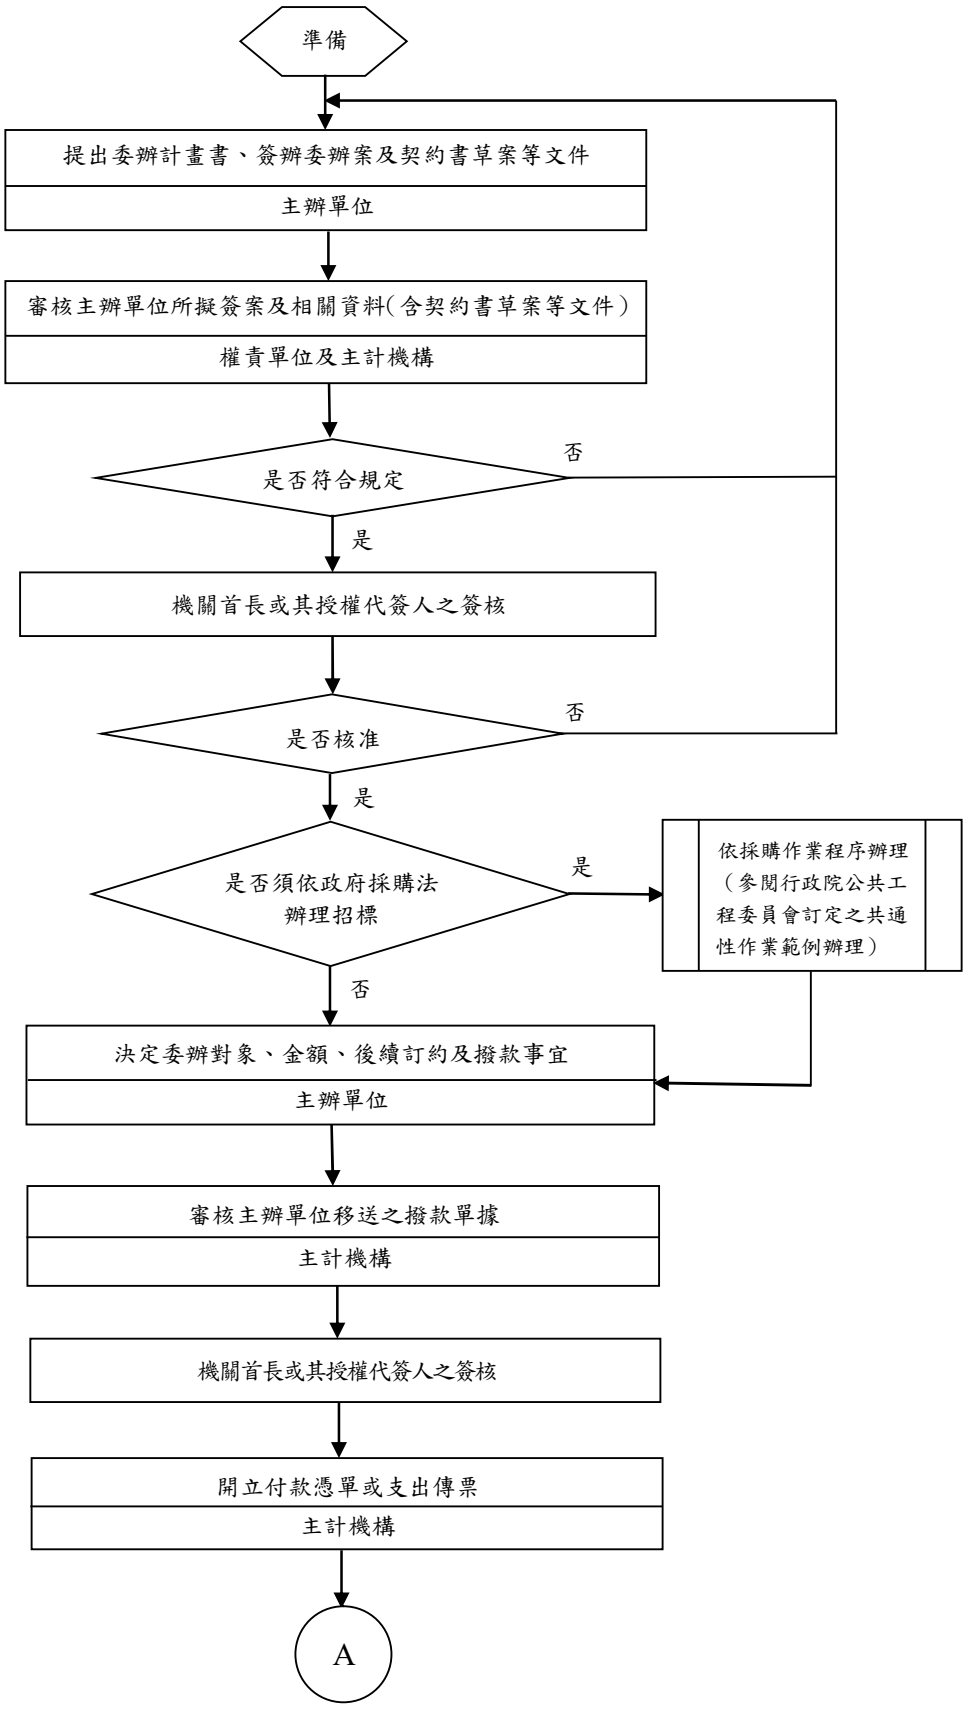 準備
提出委辦計畫書、簽辦委辦案及契約書草案等文件
主辦單位
審核主辦單位所擬簽案及相關資料(含契約書草案等文件)
權責單位及主計機構
否
是否符合規定
是
機關首長或其授權代簽人之簽核
否
是否核准
是
是否須依政府採購法
辦理招標
是
依採購作業程序辦理
（參閱行政院公共工
程委員會訂定之共通
性作業範例辦理）
否
決定委辦對象、金額、後續訂約及撥款事宜
主辦單位
審核主辦單位移送之撥款單據
主計機構
機關首長或其授權代簽人之簽核
開立付款憑單或支出傳票
主計機構
A